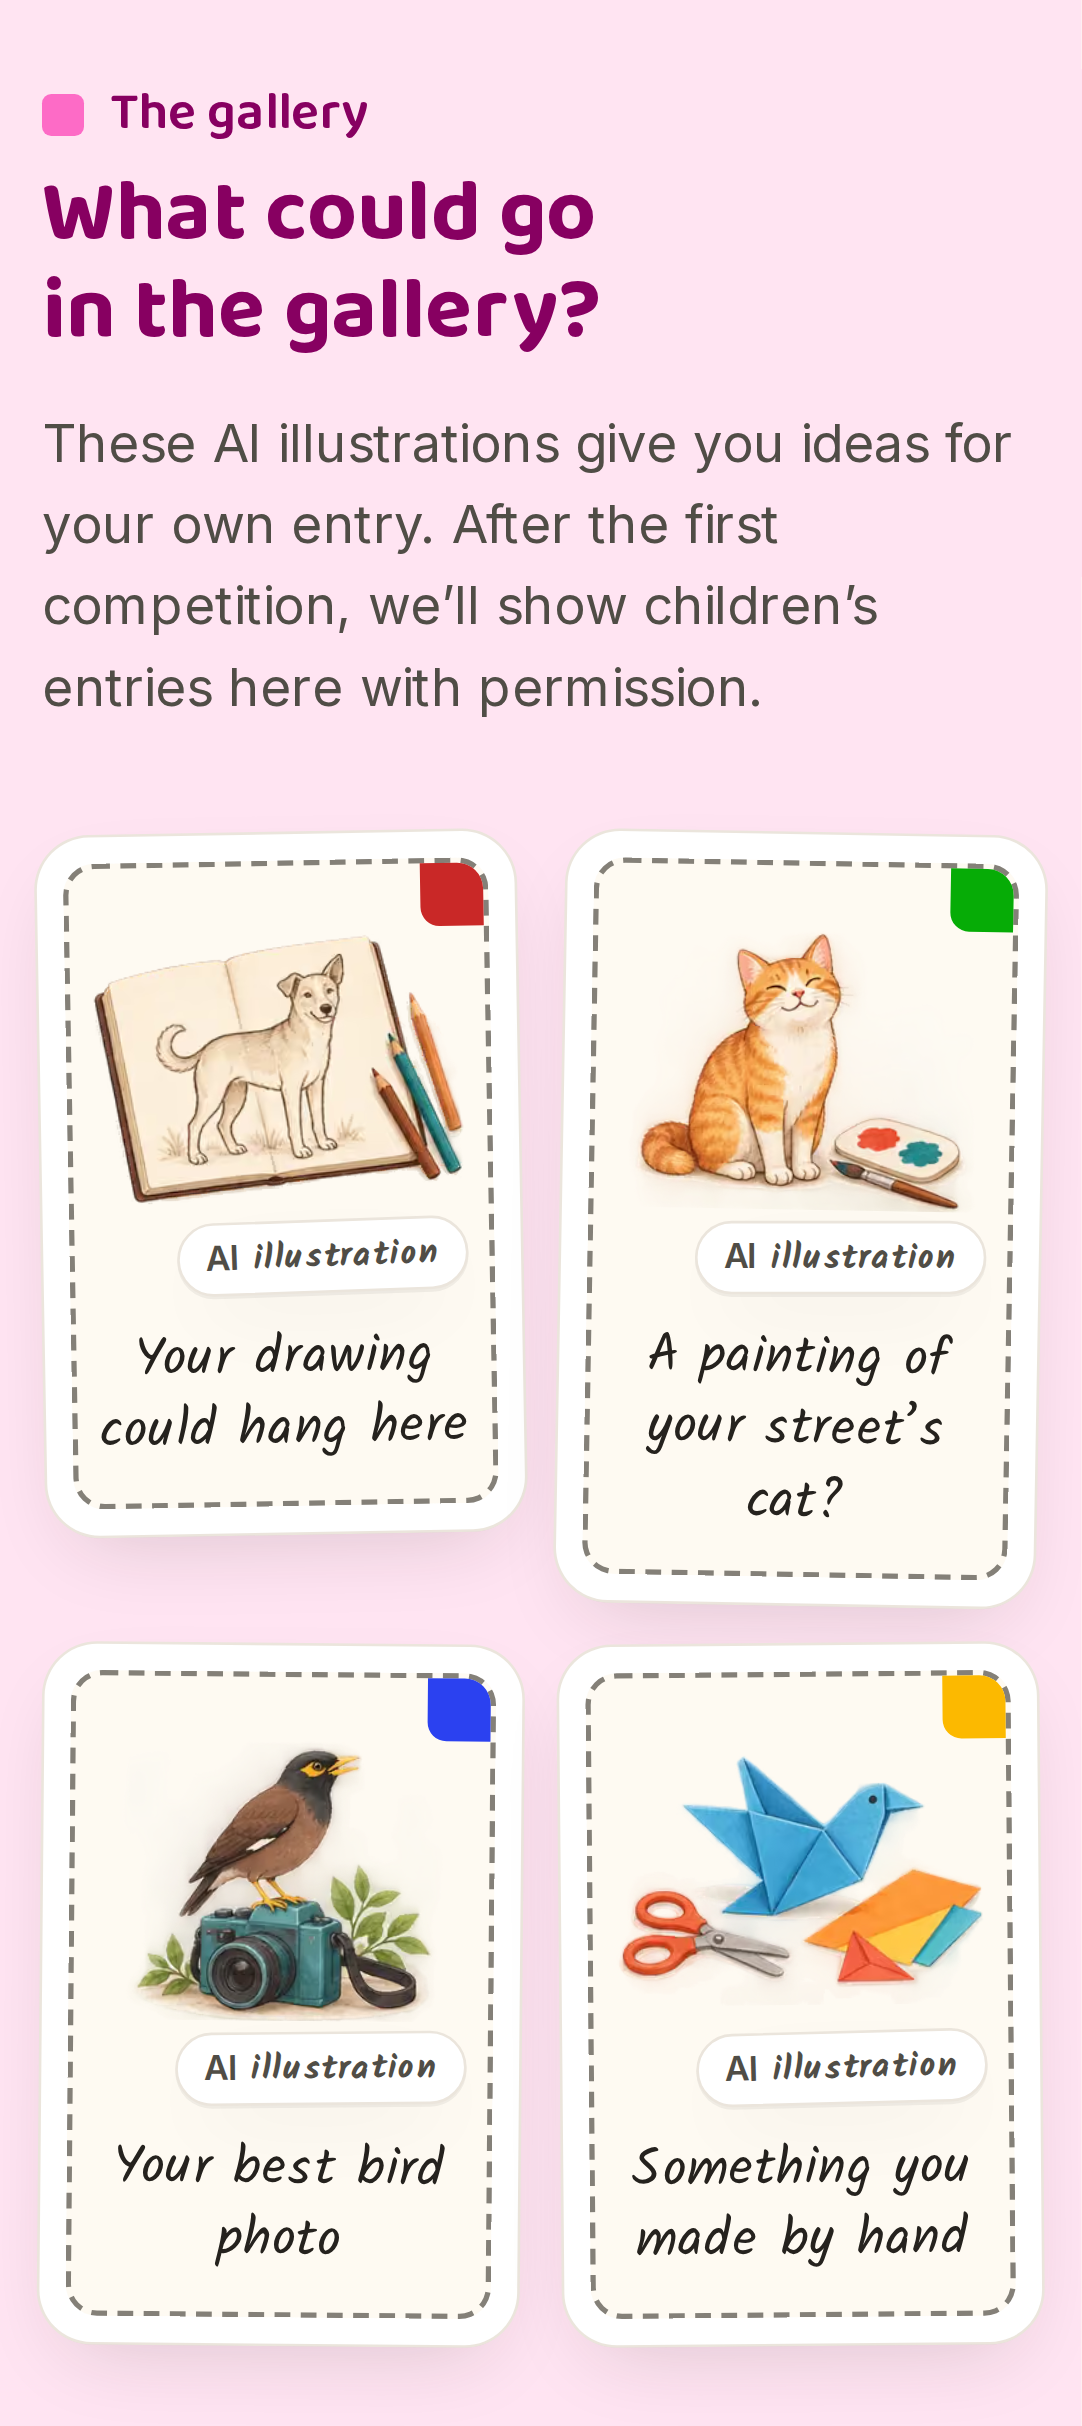 The gallery
What could go
in the gallery?
These AI illustrations give you ideas for
your own entry. After the first
competition, we’ll show children’s
entries here with permission.
AI illustration
Your drawing
could hang here
AI illustration
A painting of
your street’s
cat?
AI illustration
Your best bird
photo
AI illustration
Something you
made by hand